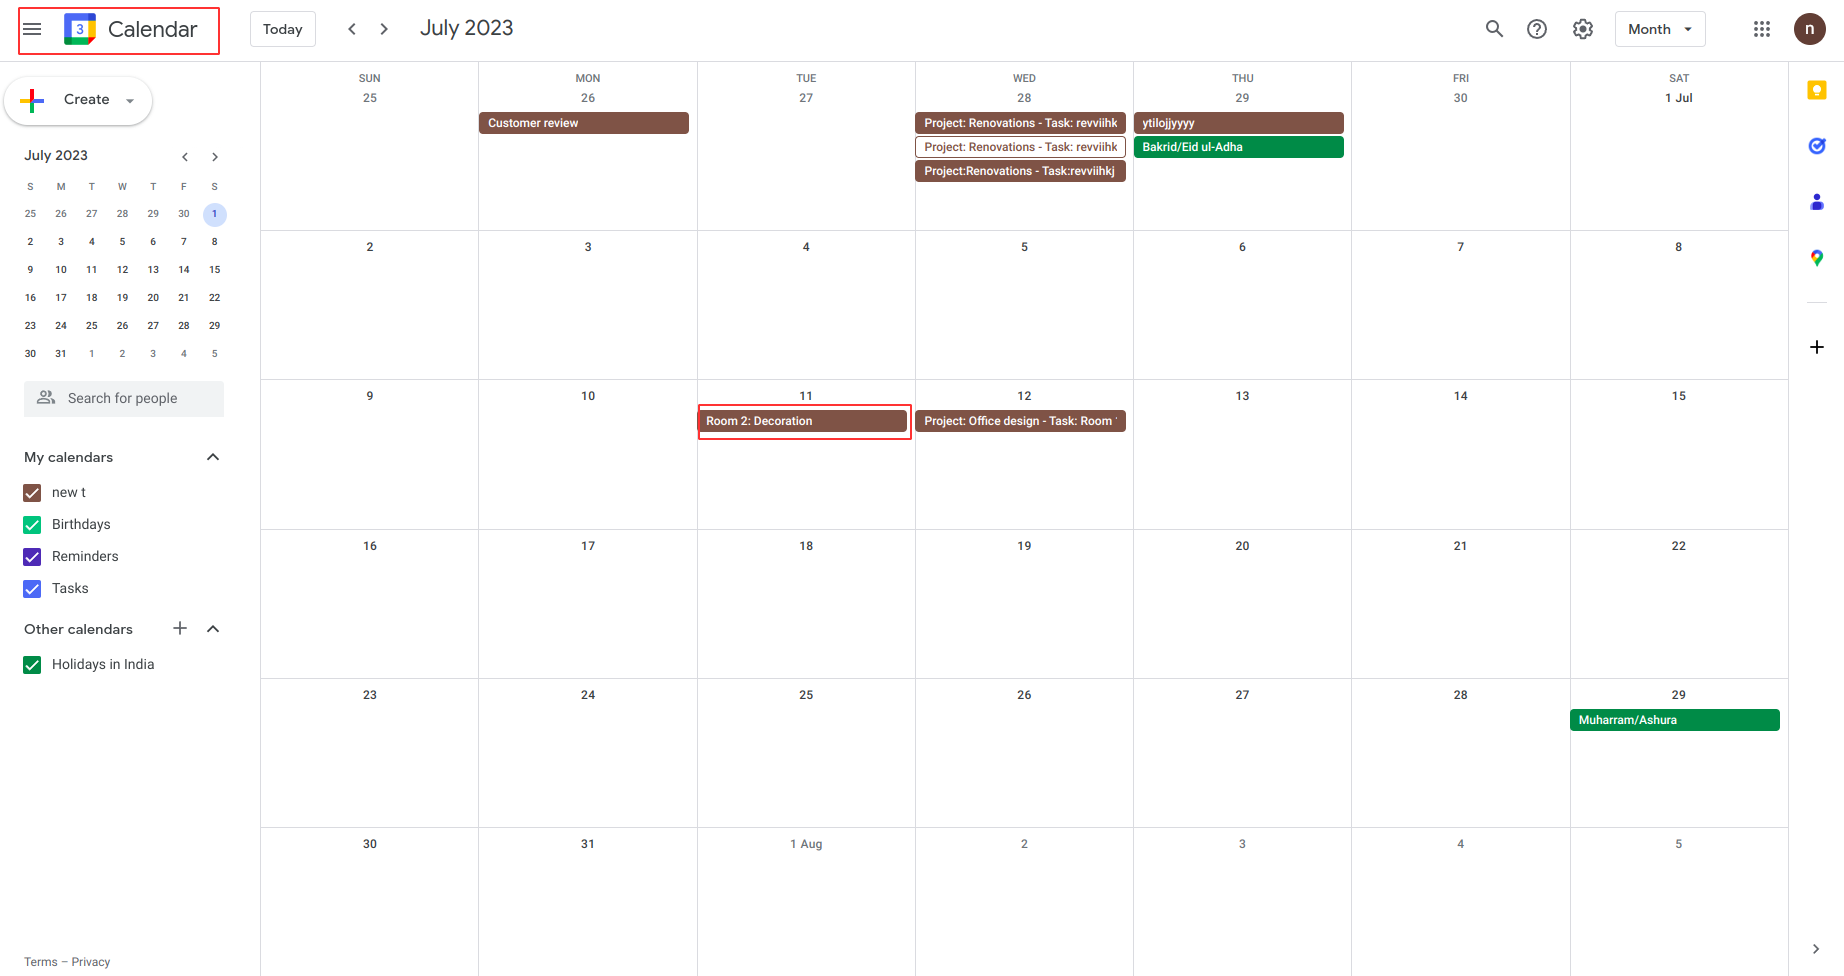 3 Calendar Today July 2023 Month n
Create
July 2023
S M T W T F S
25 26 27 28 29 30 1
2 3 4 5 6 7 8
9 10 11 12 13 14 15
16 17 18 19 20 21 22
23 24 25 26 27 28 29
30 31 1 2 3 4 5
Search for people
My calendars
new t
Birthdays
Reminders
Tasks
Other calendars
Holidays in India
Terms – Privacy
SUN MON TUE WED THU FRI SAT
25 26 27 28 29 30 1 Jul
Customer review Project: Renovations - Task: revviihk ytilojjyyyy
Project: Renovations - Task: revviihk Bakrid/Eid ul-Adha
Project:Renovations - Task:revviihkj
2 3 4 5 6 7 8
9 10 11 12 13 14 15
Room 2: Decoration Project: Office design - Task: Room
16 17 18 19 20 21 22
23 24 25 26 27 28 29
Muharram/Ashura
30 31 1 Aug 2 3 4 5